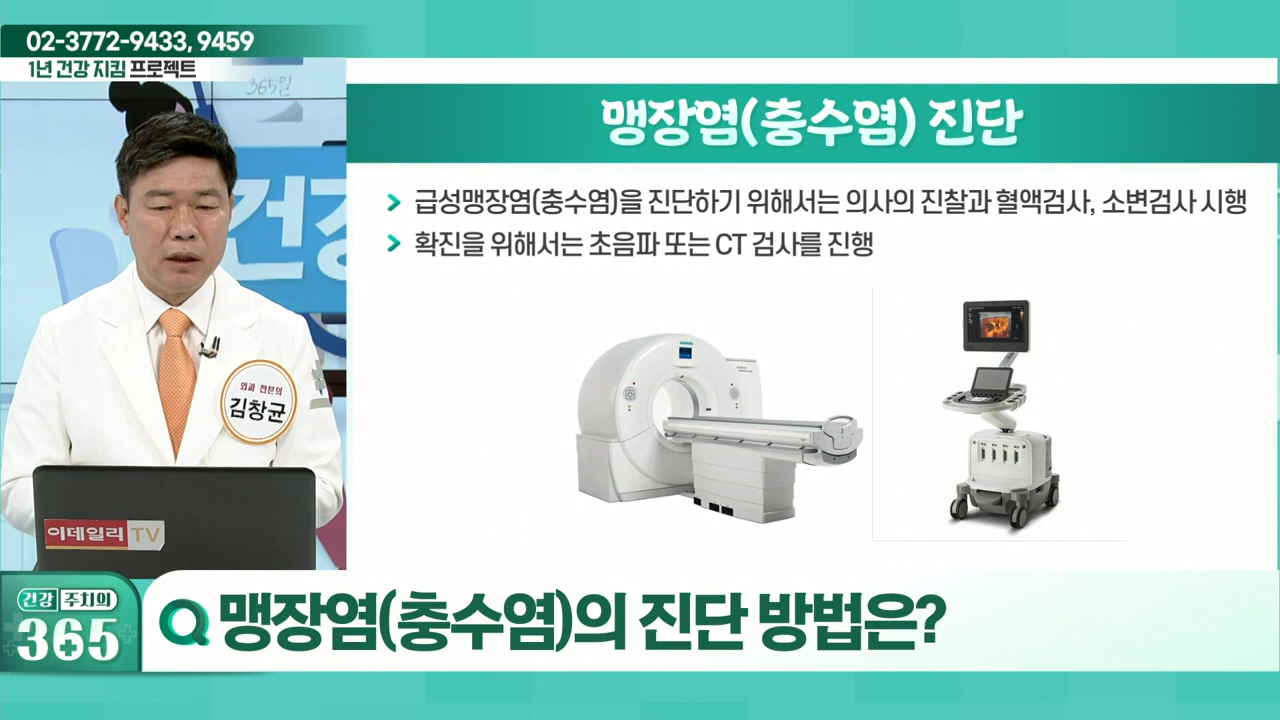 02-3772-9433, 9459
1년 건강 지킴 프로젝트
365일
건강
맹장염(충수염) 진단
급성맹장염(충수염)을 진단하기 위해서는 의사의 진찰과 혈액검사, 소변검사 시행
확진을 위해서는 초음파 또는 CT 검사를 진행
SIEMENS
외과 전문의
김창균
이데일리 TV
건강 주치의
365
Q 맹장염(충수염)의 진단 방법은?